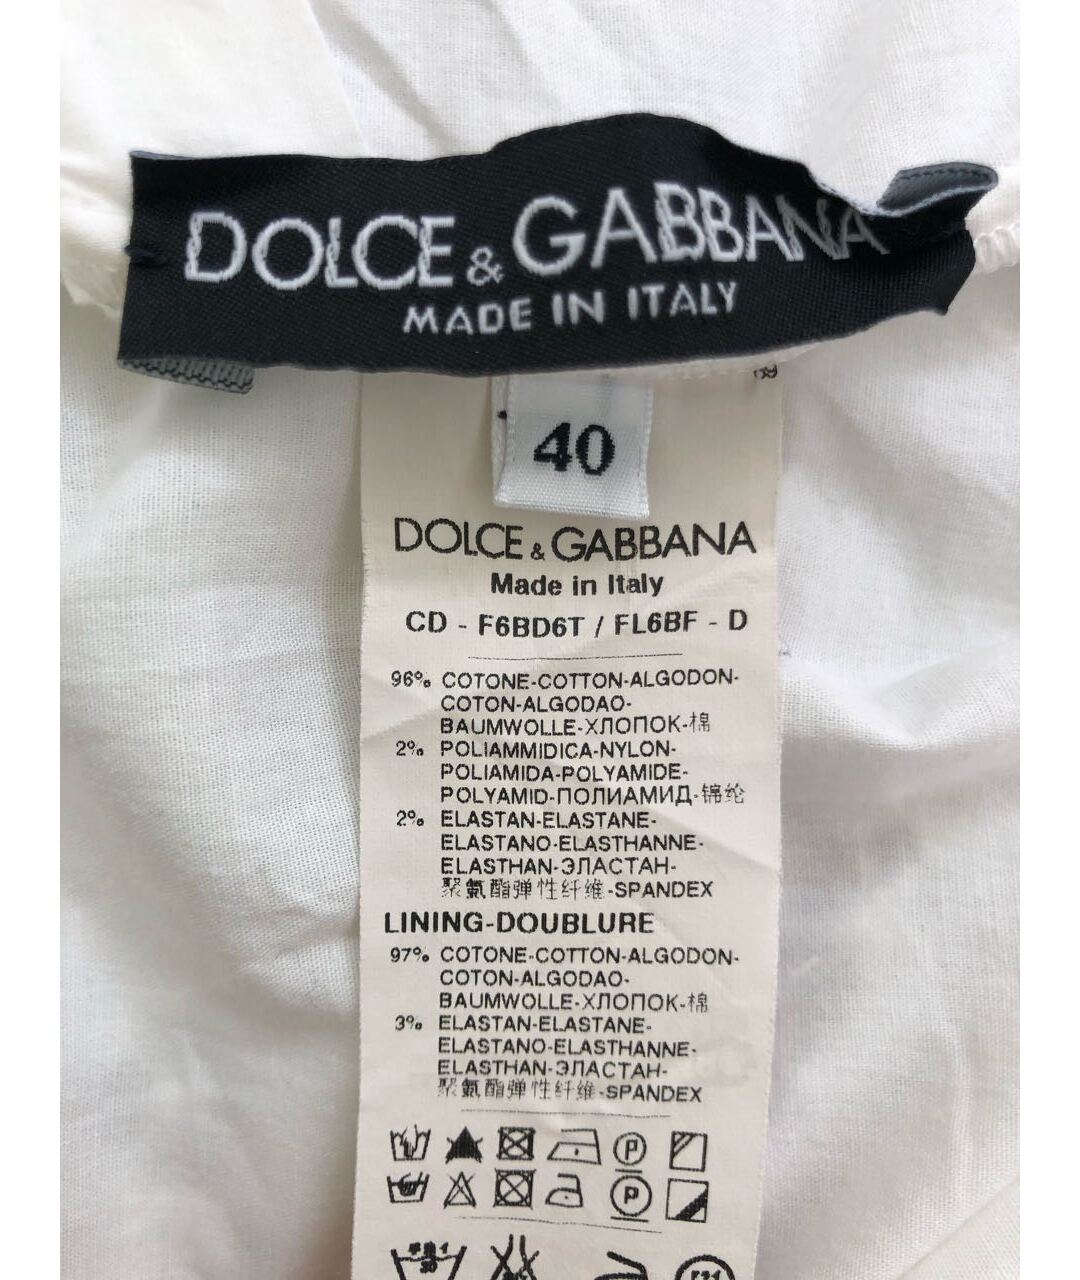 DOLCE & GABBANA
MADE IN ITALY
40
DOLCE & GABBANA
Made in Italy
CD - F6BD6T / FL6BF - D
96% COTONE-COTTON-ALGODON-
COTON-ALGODAO-
BAUMWOLLE-ХЛОПОК-棉
2% POLIAMMIDICA-NYLON-
POLIAMIDA-POLYAMIDE-
POLYAMID-ПОЛИАМИД-锦纶
2% ELASTAN-ELASTANE-
ELASTANO-ELASTHANNE-
ELASTHAN-ЭЛАСТАН-
聚氨酯弹性纤维-SPANDEX
LINING-DOUBLURE
97% COTONE-COTTON-ALGODON-
COTON-ALGODAO-
BAUMWOLLE-ХЛОПОК-棉
3% ELASTAN-ELASTANE-
ELASTANO-ELASTHANNE-
ELASTHAN-ЭЛАСТАН-
聚氨酯弹性纤维-SPANDEX
P
P